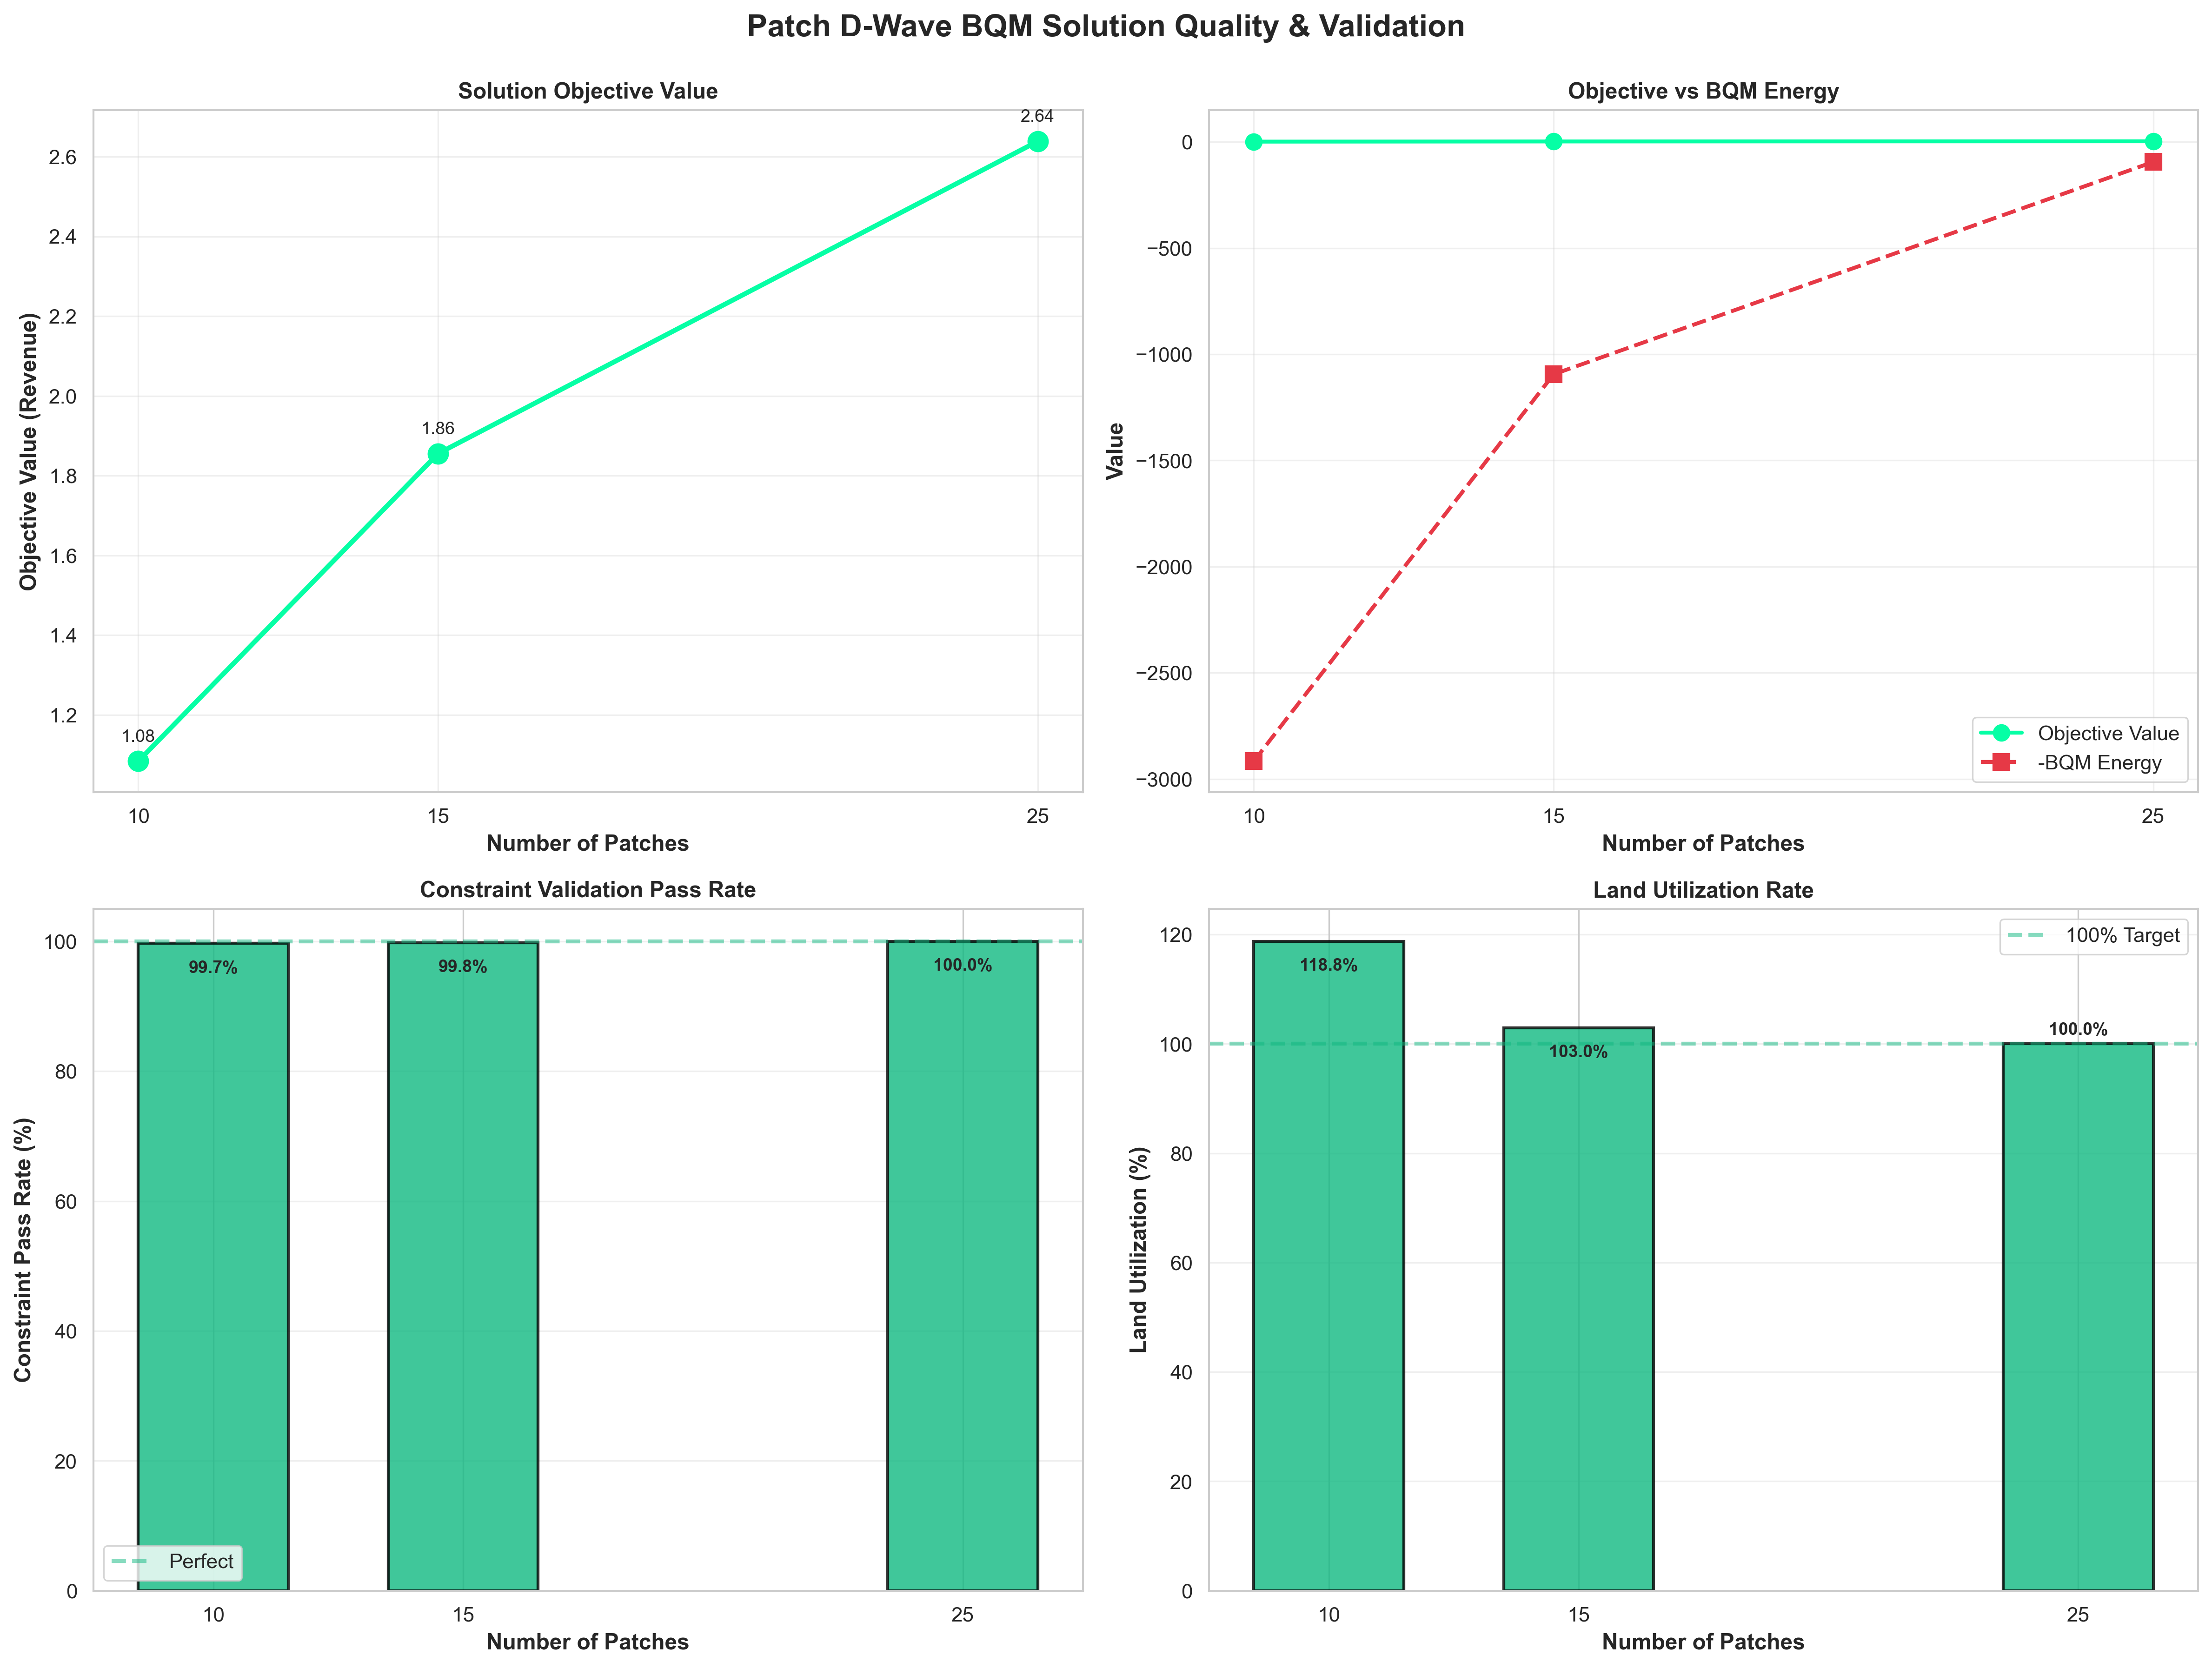 Patch D-Wave BQM Solution Quality & Validation
Solution Objective Value
Objective Value (Revenue)
2.6
2.4
2.2
2.0
1.8
1.6
1.4
1.2
1.08
1.86
2.64
10
15
25
Number of Patches
Objective vs BQM Energy
Value
0
−500
−1000
−1500
−2000
−2500
−3000
Objective Value
-BQM Energy
10
15
25
Number of Patches
Constraint Validation Pass Rate
Constraint Pass Rate (%)
100
80
60
40
20
0
99.7%
99.8%
100.0%
Perfect
10
15
25
Number of Patches
Land Utilization Rate
Land Utilization (%)
120
100
80
60
40
20
0
118.8%
103.0%
100.0%
100% Target
10
15
25
Number of Patches